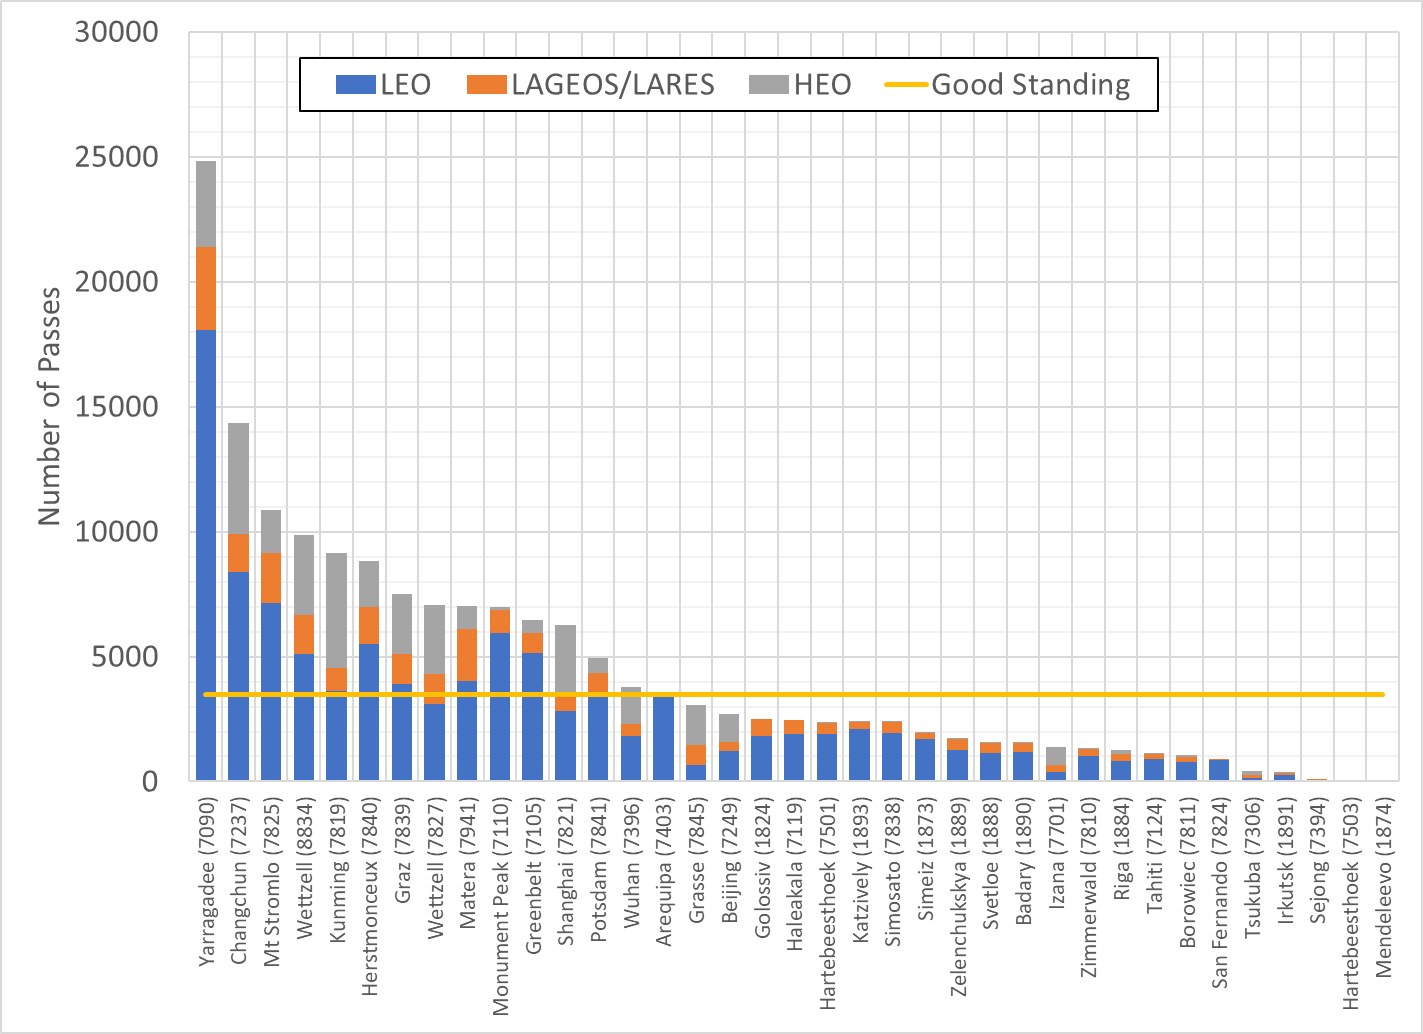 30000
25000
20000
15000
10000
5000
0
Number of Passes
LEO LAGEOS/LARES HEO Good Standing
Yarragadee (7090)
Changchun (7237)
Mt Stromlo (7825)
Wettzell (8834)
Kunming (7819)
Herstmonceux (7840)
Graz (7839)
Wettzell (7827)
Matera (7941)
Monument Peak (7110)
Greenbelt (7105)
Shanghai (7821)
Potsdam (7841)
Wuhan (7396)
Arequipa (7403)
Grasse (7845)
Beijing (7249)
Golossiv (1824)
Haleakala (7119)
Hartebeesthoek (7501)
Katzively (1893)
Simosato (7838)
Simeiz (1873)
Zelenchukskya (1889)
Svetloe (1888)
Badary (1890)
Izana (7701)
Zimmerwald (7810)
Riga (1884)
Tahiti (7124)
Borowiec (7811)
San Fernando (7824)
Tsukuba (7306)
Irkutsk (1891)
Sejong (7394)
Hartebeesthoek (7503)
Mendeleevo (1874)